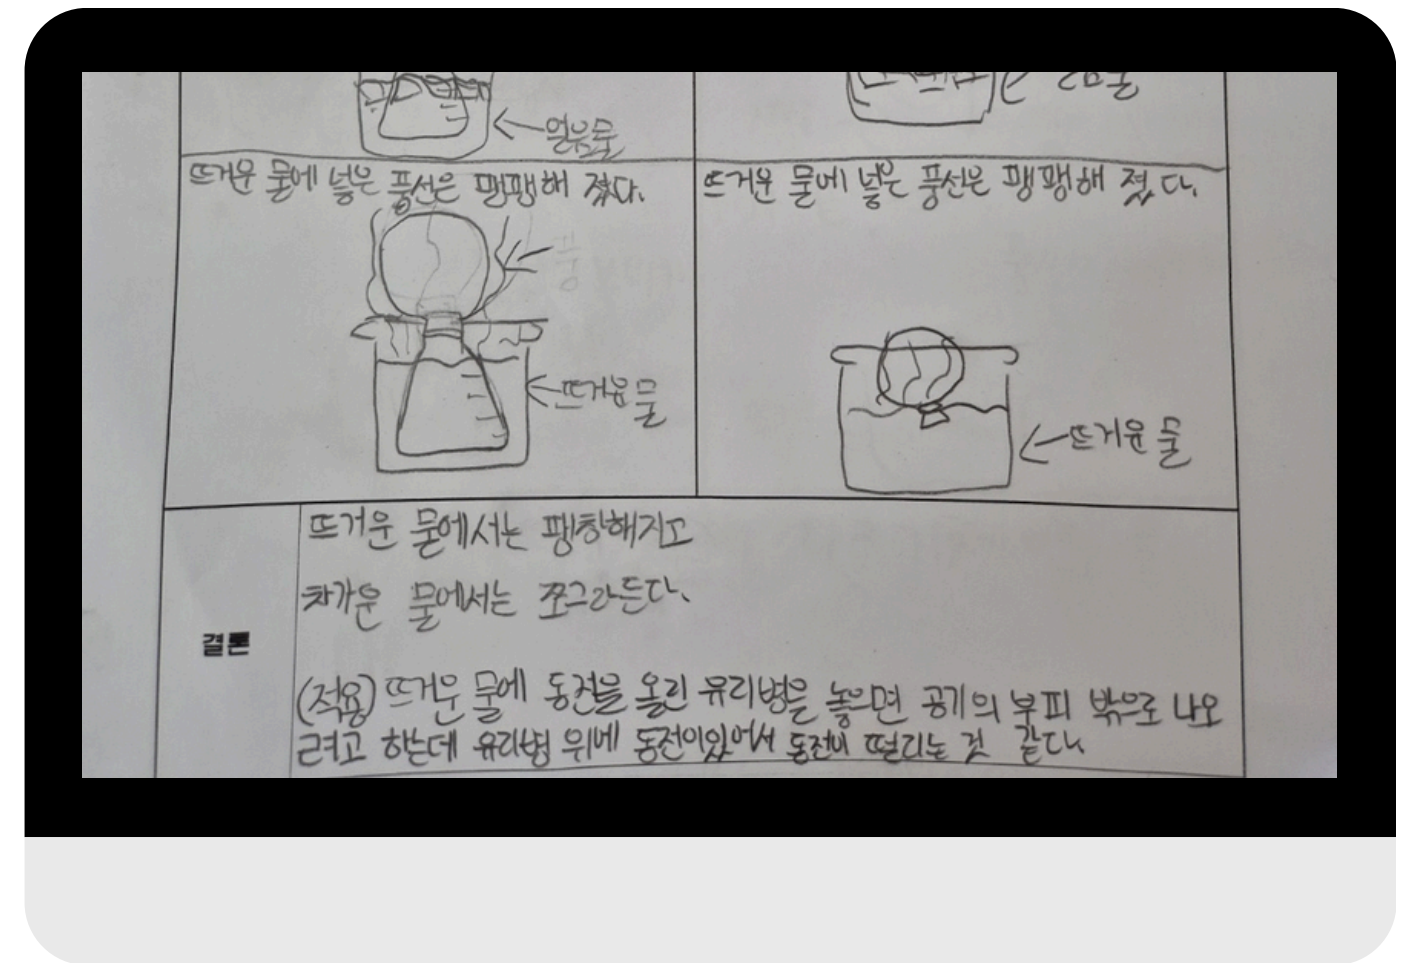 얼음물
뜨거운 물에 넣은 풍선은 팽팽해 졌다.
뜨거운 물에 넣은 풍선은 팽팽해 졌다.
풍
뜨거운 물
뜨거운 물
결론
뜨거운 물에서는 팽창해지고
차가운 물에서는 쪼그라든다.
(적용) 뜨거운 물에 동전을 올린 유리병을 놓으면 공기의 부피 밖으로 나오
려고 하는데 유리병 위에 동전이있어서 동전이 떨리는 것 같다.